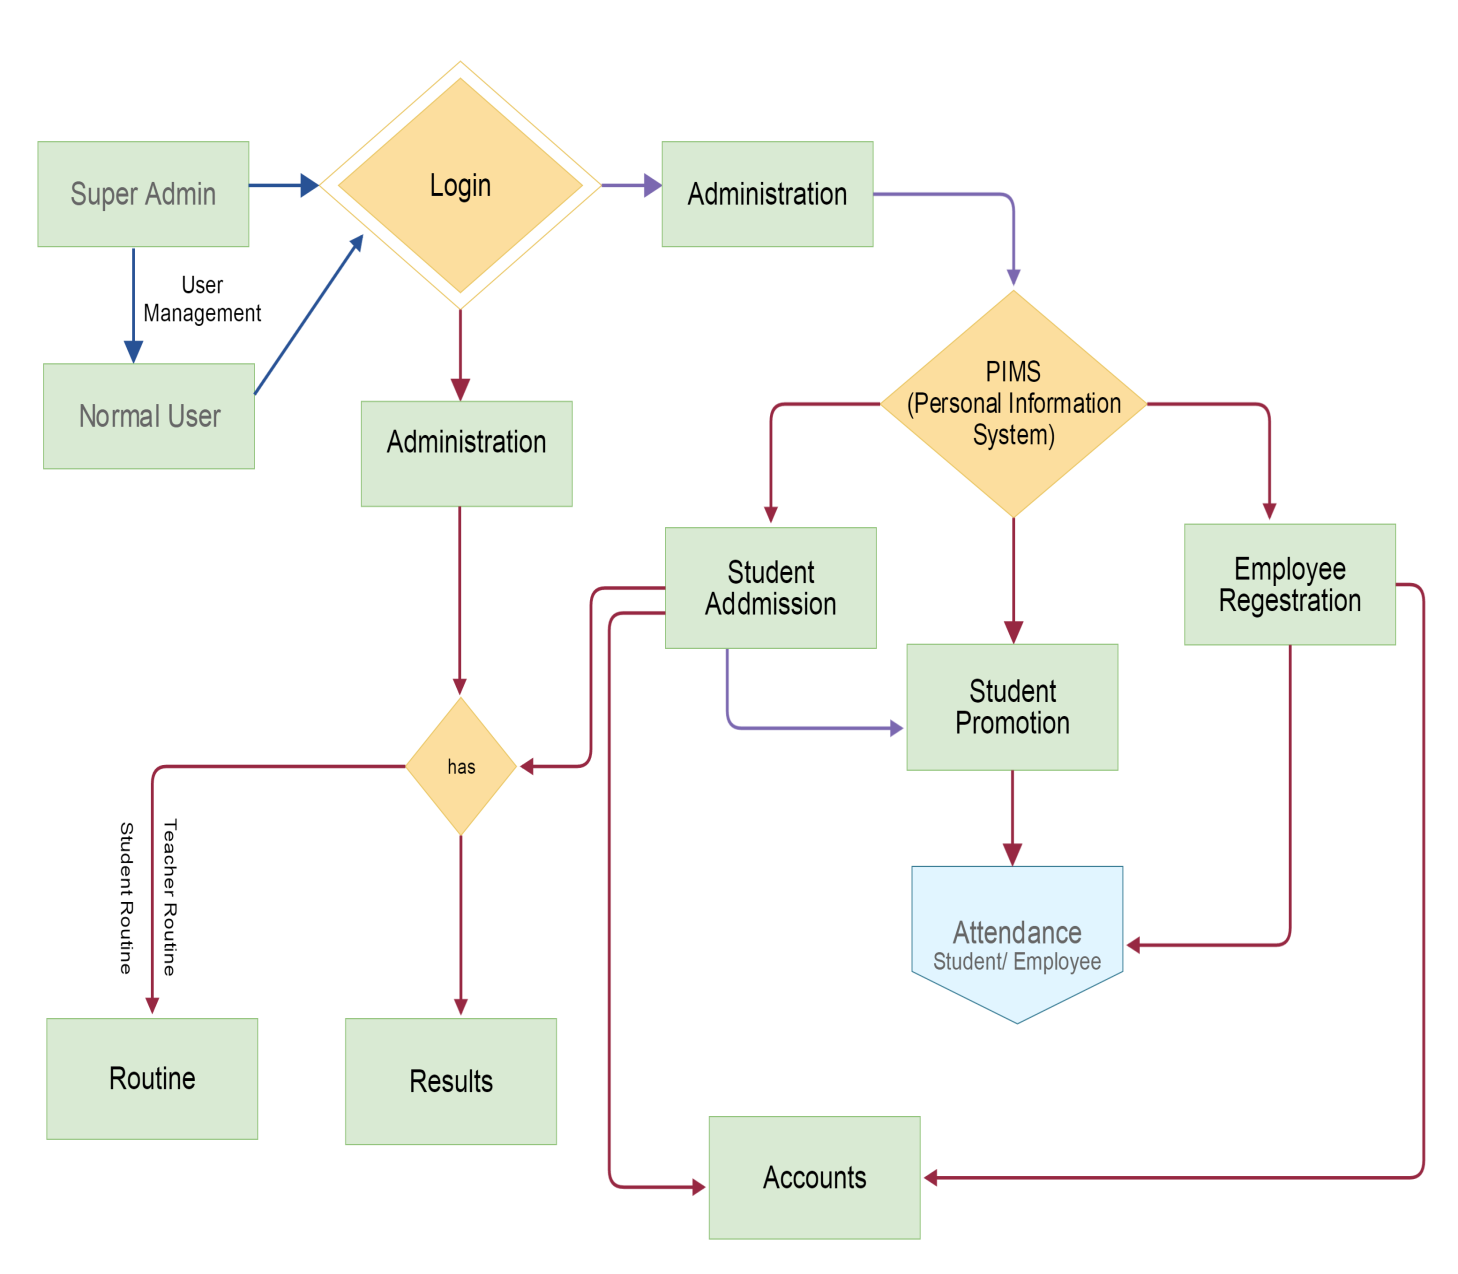 Super Admin
Login
Administration
User
Management
Normal User
Administration
PIMS
(Personal Information
System)
Student
Addmission
Employee
Regestration
Student
Promotion
has
Teacher Routine
Student Routine
Attendance
Student/ Employee
Routine
Results
Accounts